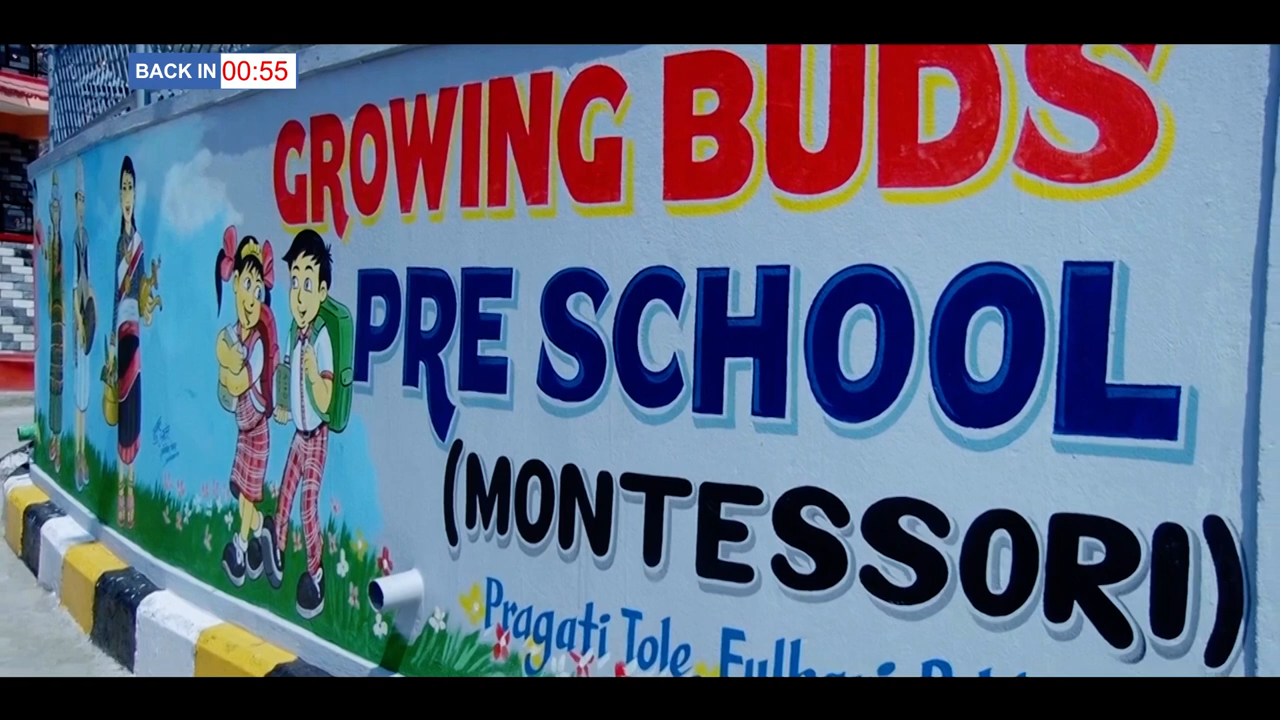 BACK IN 00:55
GROWING BUDS
PRE SCHOOL
(MONTESSORI)
Pragati Tole